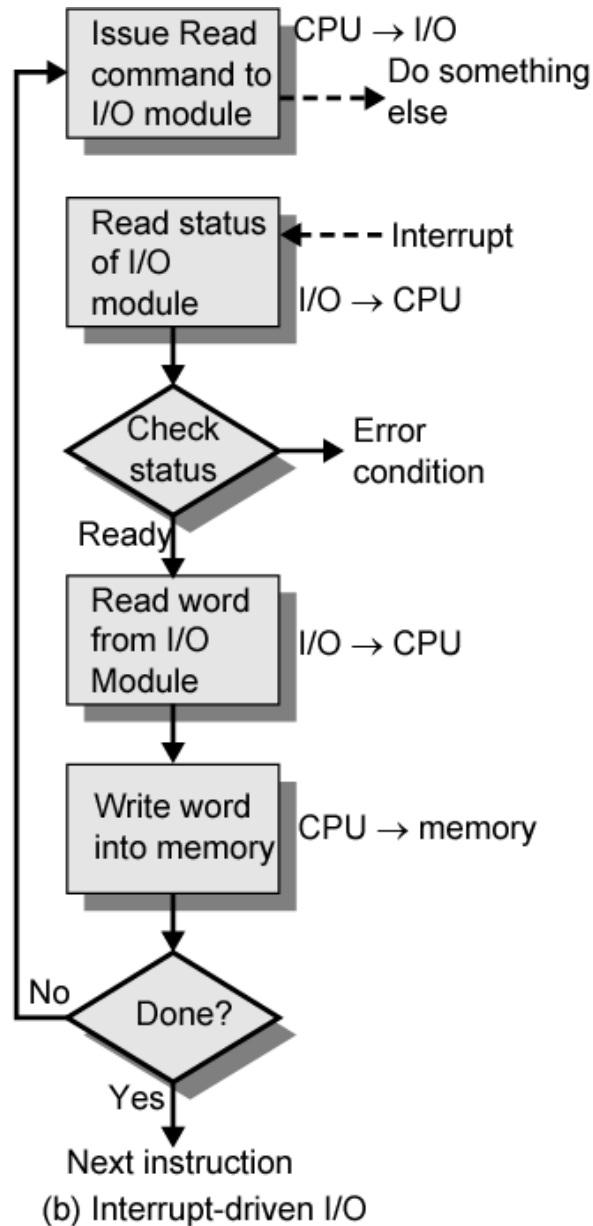 Issue Read
command to
I/O module
CPU → I/O
Do something
else
Read status
of I/O
module
Interrupt
I/O → CPU
Check
status
Error
condition
Ready
Read word
from I/O
Module
I/O → CPU
Write word
into memory
CPU → memory
No
Done?
Yes
Next instruction
(b) Interrupt-driven I/O